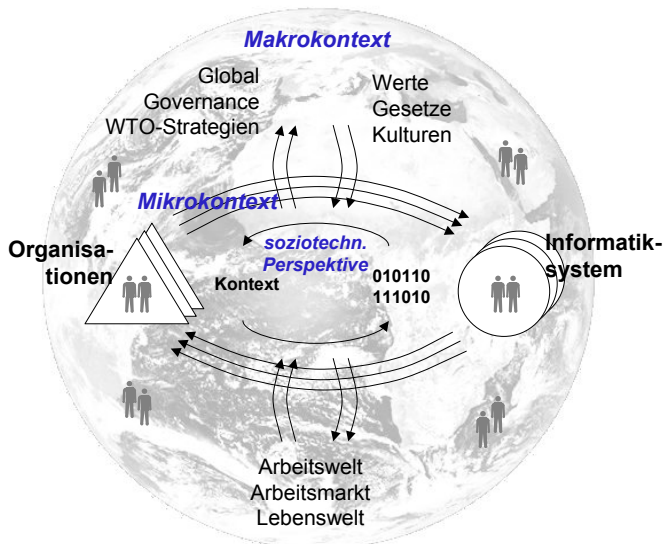 Makrokontext
Global
Governance
WTO-Strategien
Werte
Gesetze
Kulturen
Mikrokontext
Organisa-
tionen
soziotechn.
Perspektive
Kontext
010110
111010
Informatik-
system
Arbeitswelt
Arbeitsmarkt
Lebenswelt